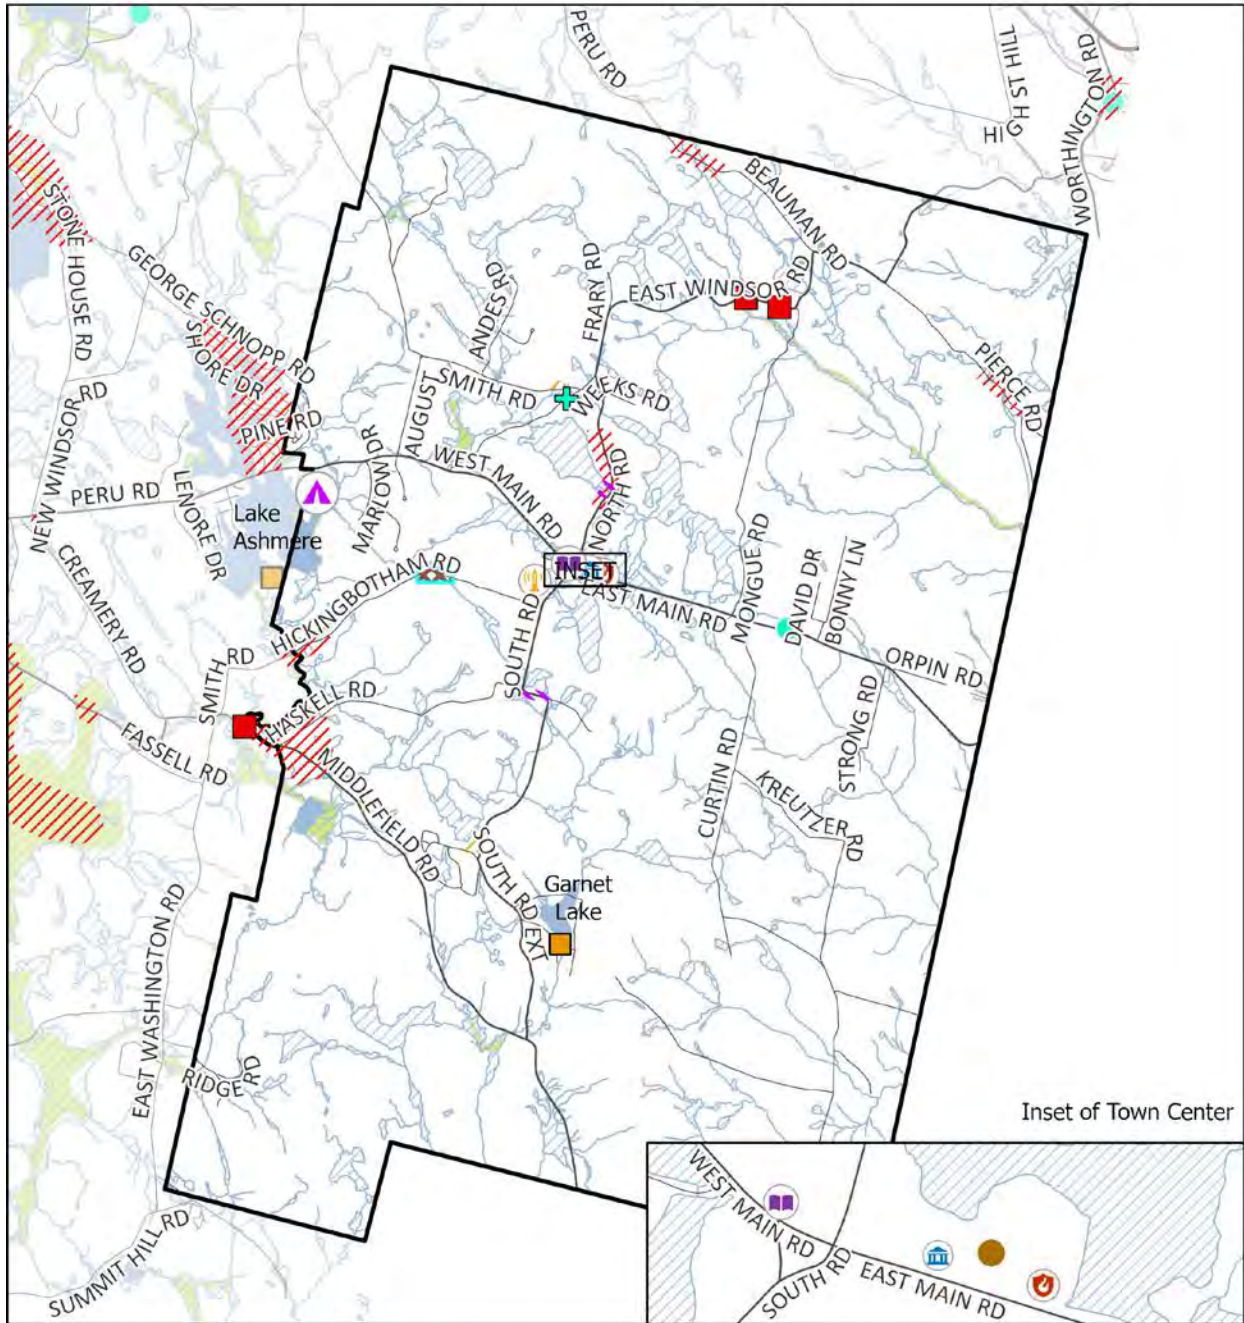 PERU RD
GH ST HILL
HIG
WORTHINGTON RD
BEAUMAN RD
STONE HOUSE RD
GEORGE SCHNOPP RD
SHORE DR
FRARY RD
EAST WINDSOR RD
ANDES RD
PIERCE RD
SMITH RD
WEEKS RD
AUGUST
PINE RD
NEW WINDSOR RD
PERU RD
LENORE DR
MARLOW DR
WEST MAIN RD
NORTH RD
Lake
Ashmere
CREAMERY RD
HICKINGBOTHAM RD
INSET
EAST MAIN RD
MONGUE RD
DAVID DR
BONNY LN
ORPIN RD
SMITH RD
SOUTH RD
HASKELL RD
FASSELL RD
STRONG RD
MIDDLEFIELD RD
CURTIN RD
KREUTZER RD
SOUTH RD EXT
Garnet
Lake
EAST WASHINGTON RD
RIDGE RD
SUMMIT HILL RD
Inset of Town Center
WEST MAIN RD
SOUTH RD
EAST MAIN RD